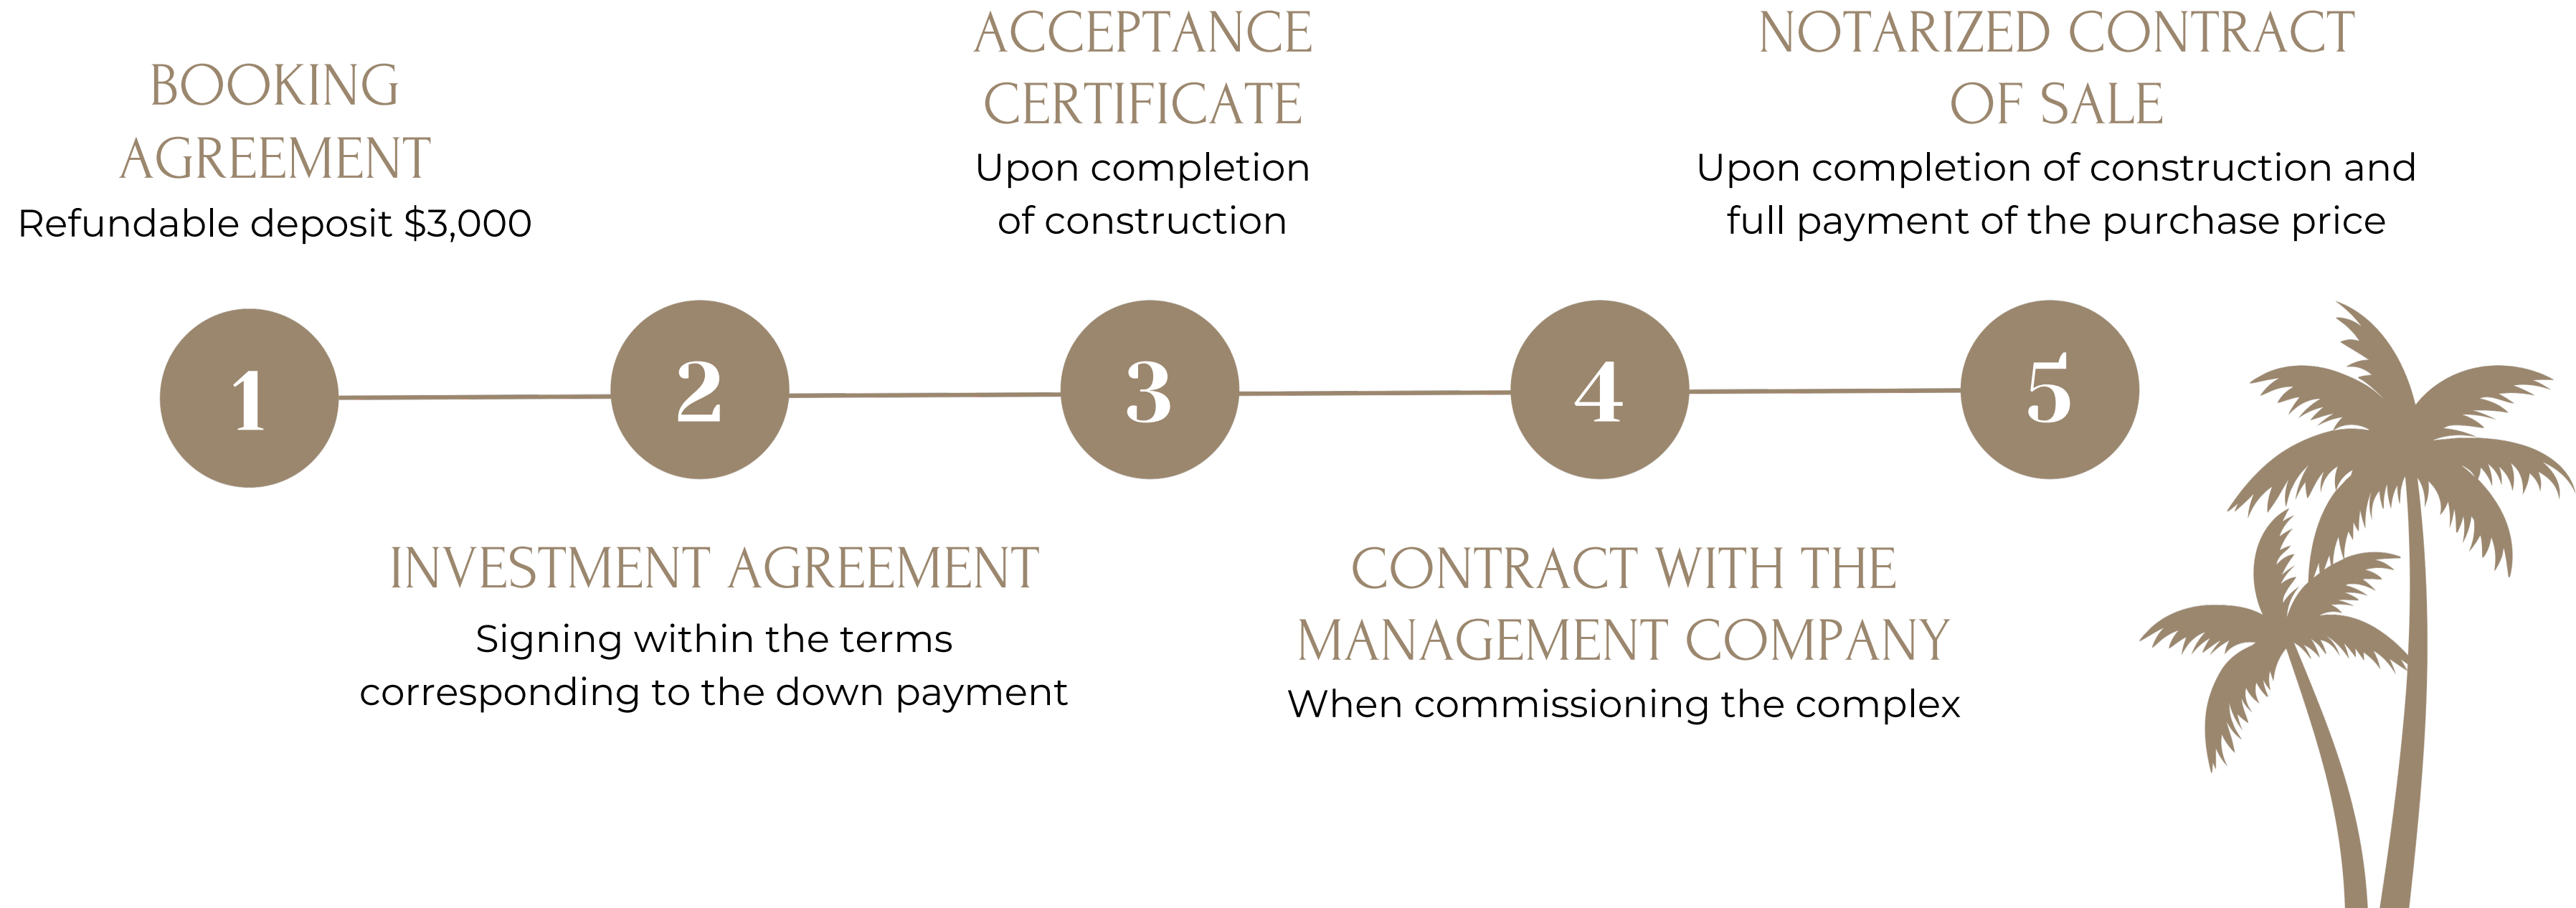 BOOKING
AGREEMENT
Refundable deposit $3,000
ACCEPTANCE
CERTIFICATE
Upon completion
of construction
NOTARIZED CONTRACT
OF SALE
Upon completion of construction and
full payment of the purchase price
1
2
3
4
5
INVESTMENT AGREEMENT
Signing within the terms
corresponding to the down payment
CONTRACT WITH THE
MANAGEMENT COMPANY
When commissioning the complex